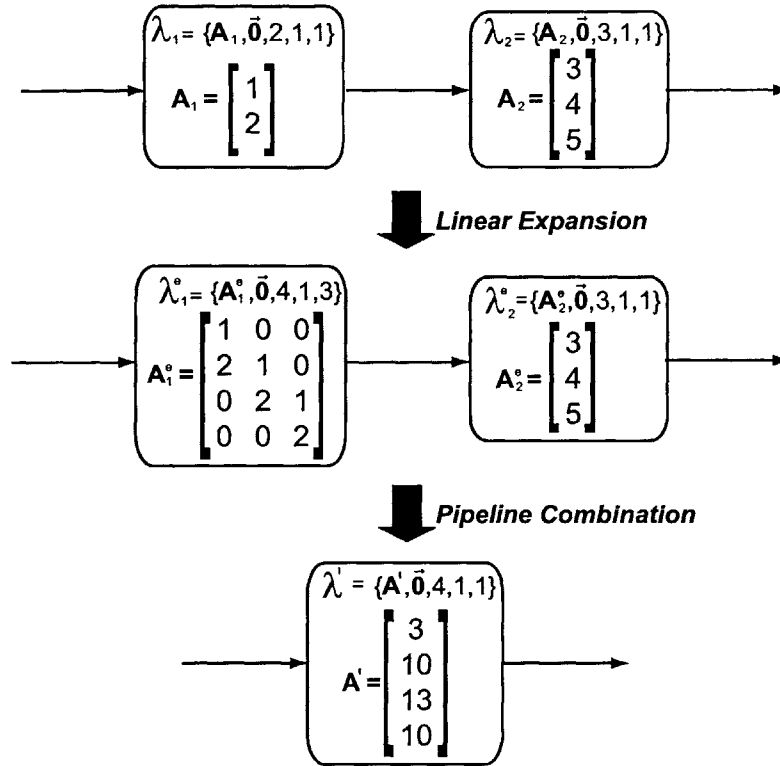 λ₁ = {A₁,0⃗,2,1,1}
A₁ = [1
2]
λ₂ = {A₂,0⃗,3,1,1}
A₂ = [3
4
5]
Linear Expansion
λ₁ᵉ = {A₁ᵉ,0⃗,4,1,3}
A₁ᵉ = [1 0 0
2 1 0
0 2 1
0 0 2]
λ₂ᵉ = {A₂ᵉ,0⃗,3,1,1}
A₂ᵉ = [3
4
5]
Pipeline Combination
λ' = {A',0⃗,4,1,1}
A' = [3
10
13
10]